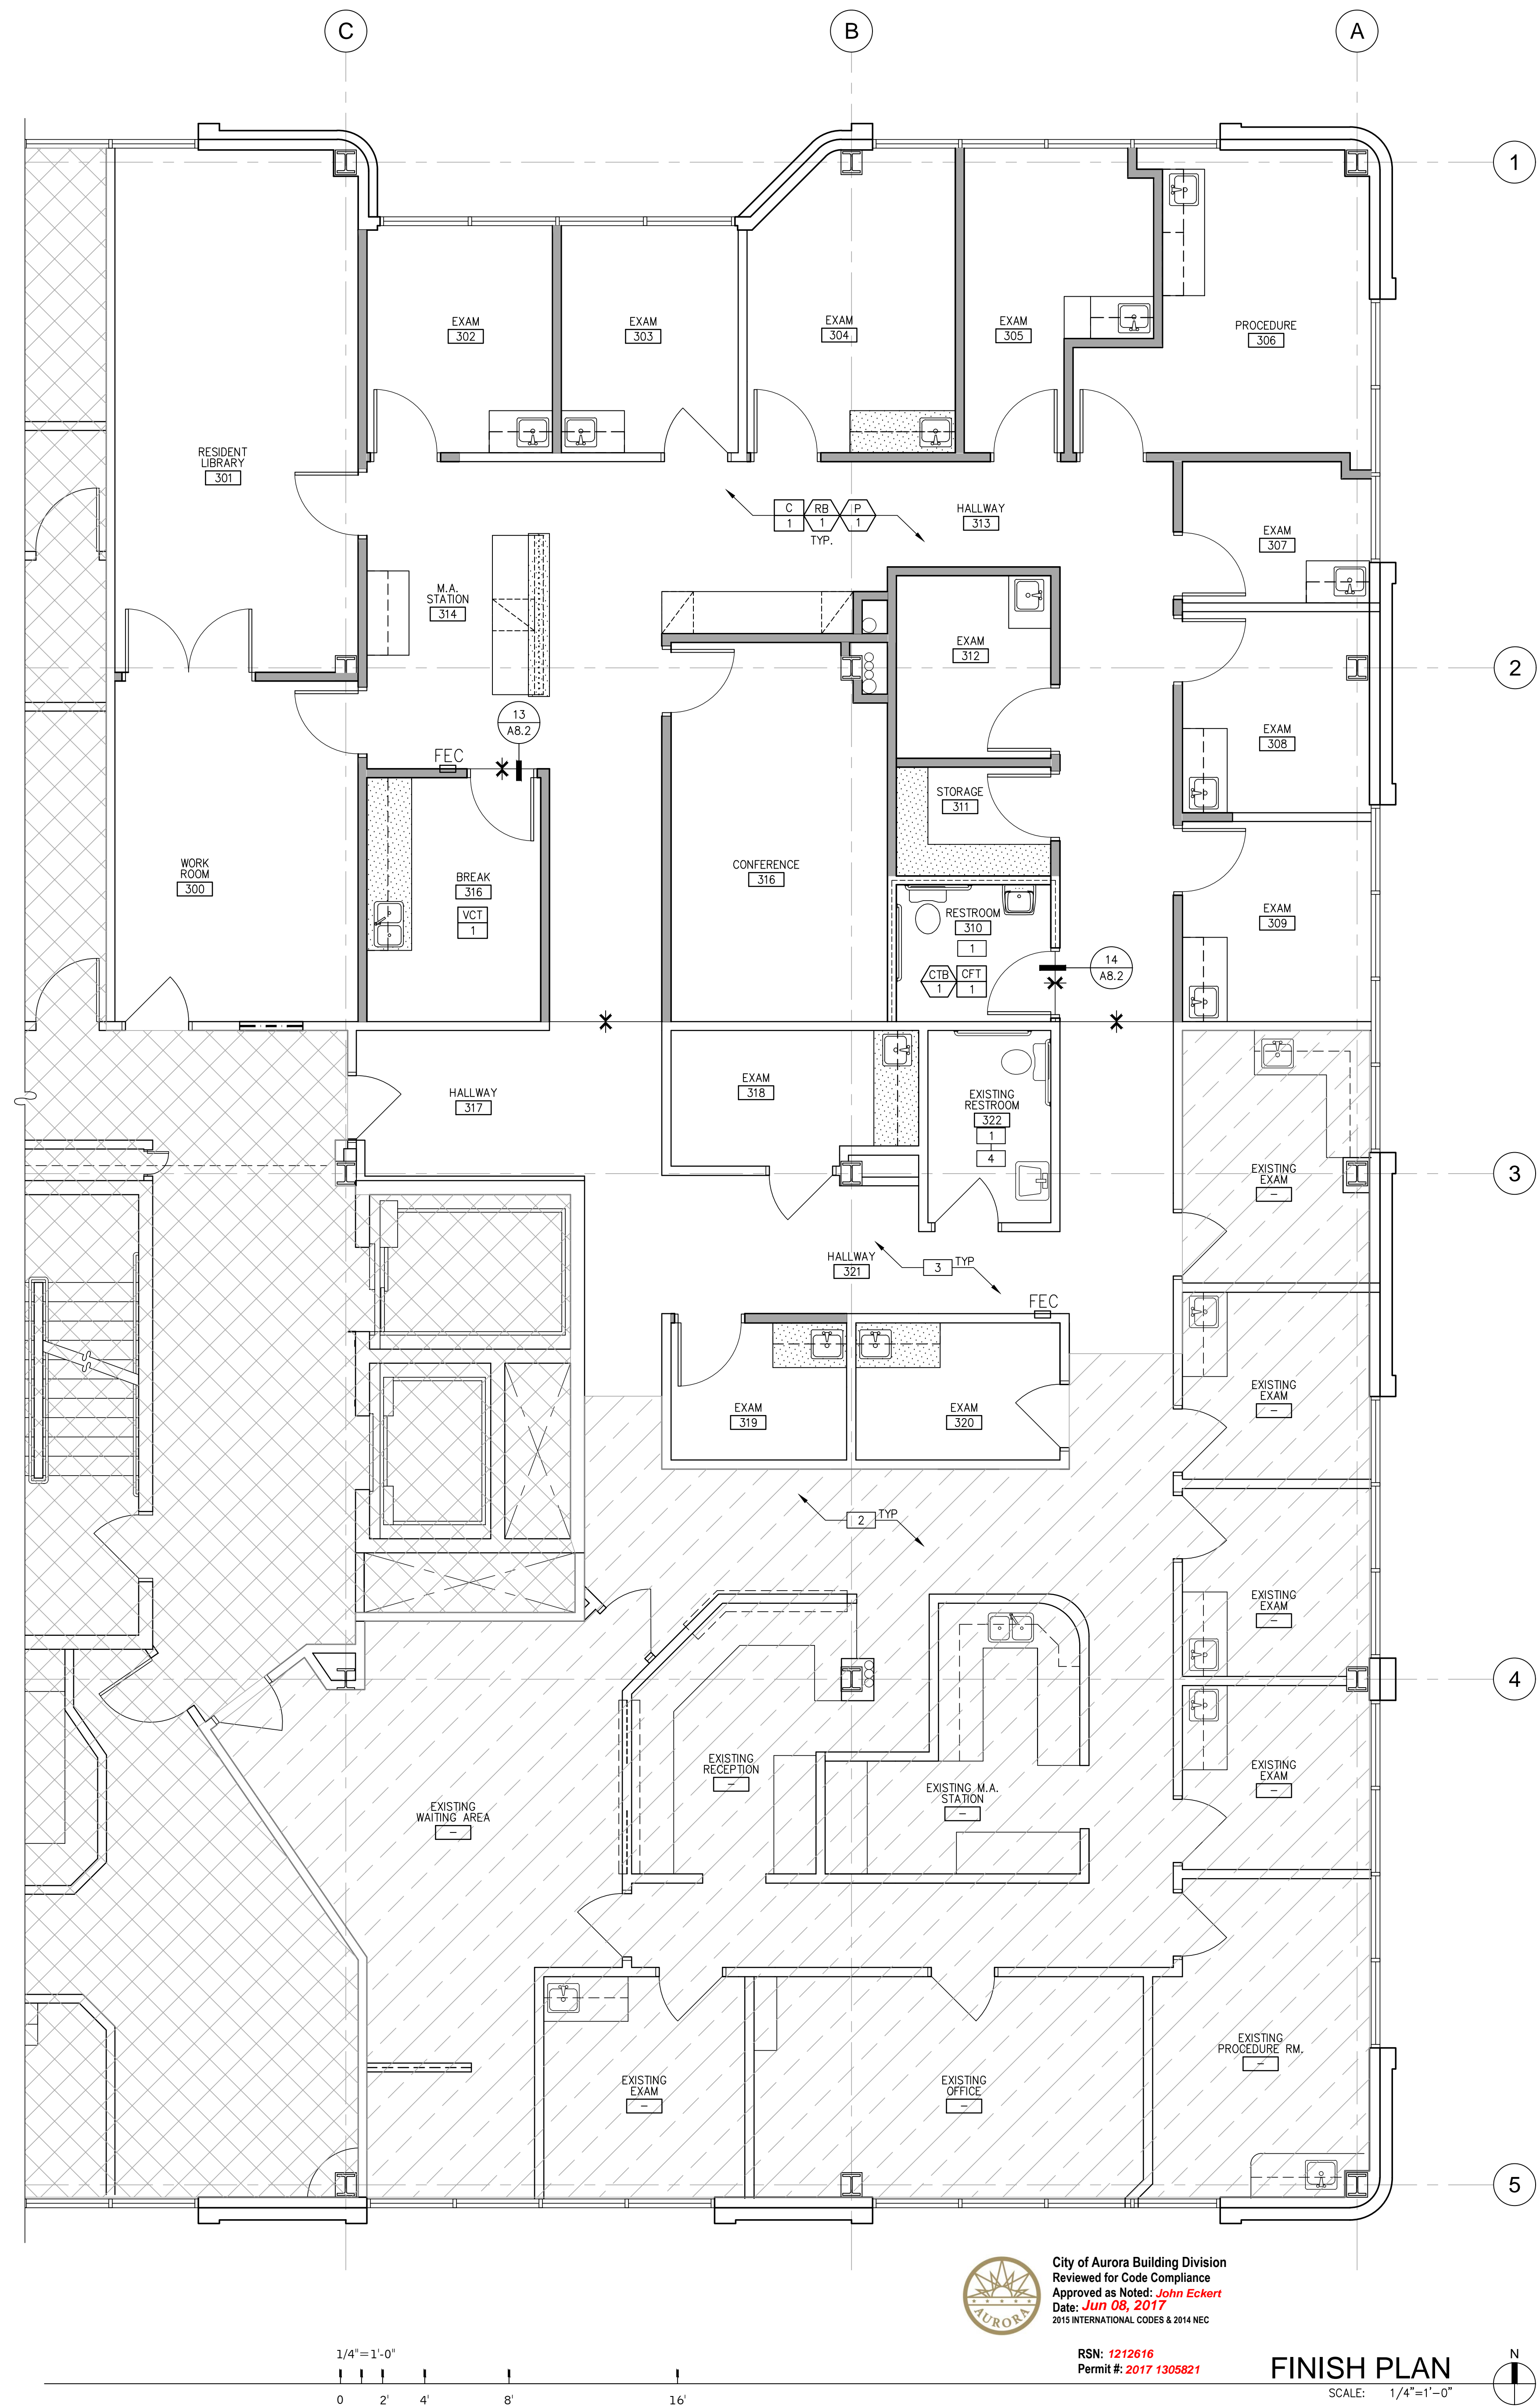 C
B
A
1
EXAM
302
EXAM
303
EXAM
304
EXAM
305
PROCEDURE
306
RESIDENT
LIBRARY
301
C
1
RB
1
P
1
TYP.
HALLWAY
313
EXAM
307
M.A.
STATION
314
EXAM
312
2
13
A8.2
FEC
EXAM
308
STORAGE
311
WORK
ROOM
300
BREAK
316
VCT
1
CONFERENCE
316
RESTROOM
310
1
CTB
1
CFT
1
14
A8.2
EXAM
309
HALLWAY
317
EXAM
318
EXISTING
RESTROOM
322
1
4
EXISTING
EXAM
-
3
HALLWAY
321
3
TYP
FEC
EXAM
319
EXAM
320
EXISTING
EXAM
-
2
TYP
EXISTING
EXAM
-
4
EXISTING
RECEPTION
-
EXISTING M.A.
STATION
-
EXISTING
EXAM
-
EXISTING
WAITING AREA
-
EXISTING
EXAM
-
EXISTING
OFFICE
-
EXISTING
PROCEDURE RM.
-
5
AURORA
City of Aurora Building Division
Reviewed for Code Compliance
Approved as Noted: John Eckert
Date: Jun 08, 2017
2015 INTERNATIONAL CODES & 2014 NEC
RSN: 1212616
Permit #: 2017 1305821
1/4"=1'-0"
0 2' 4' 8' 16'
FINISH PLAN
SCALE: 1/4"=1'-0"
N